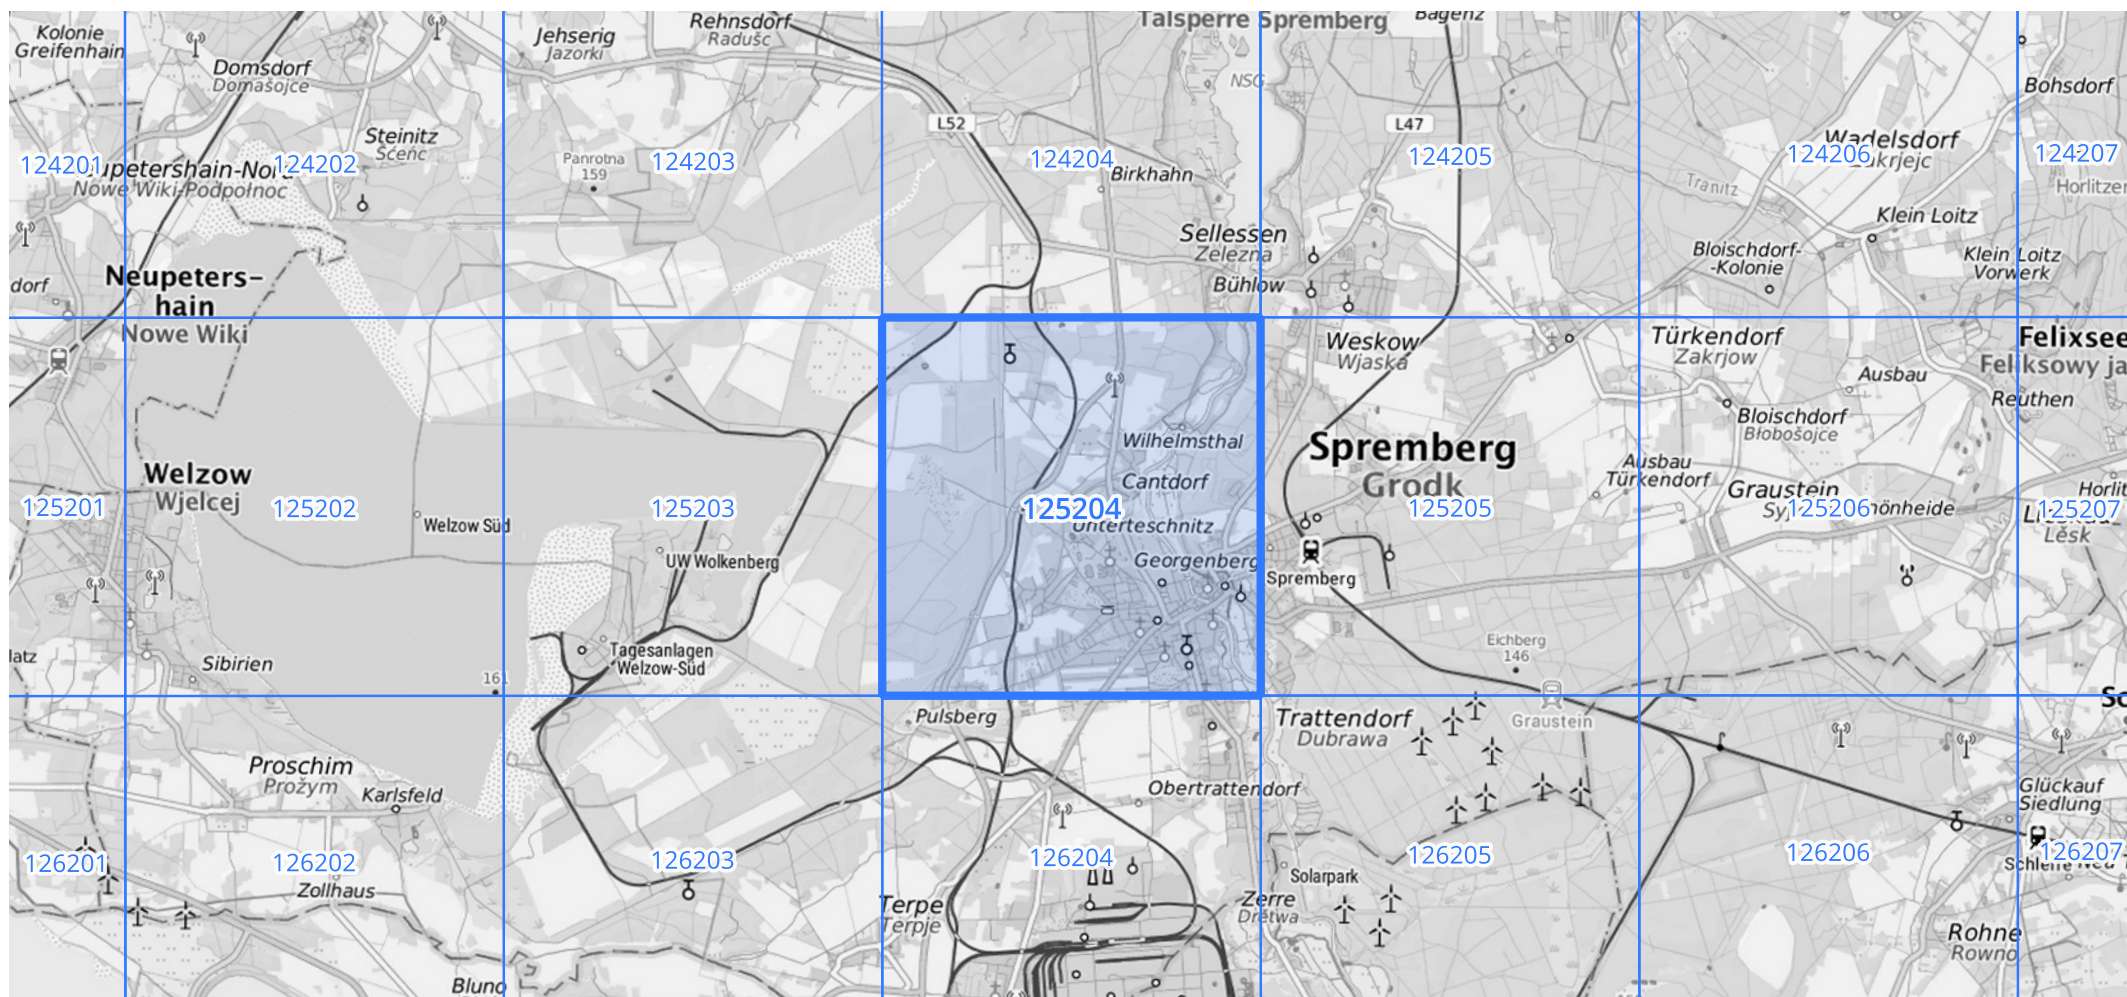 Kolonie
Greifenhain
Domsdorf
Domašojce
Jehserig
Jazorki
Rehnsdorf
Radušc
Talsperre Spremberg
Bagenz
NSG
Bohsdorf
L52
L47
Steinitz
Šćeńc
Panrotna
159
Birkhahn
Wadelsdorf
Zakrjejc
124201
124202
124203
124204
124205
124206
124207
Nowe Wiki-Podpołnoc
Tranitz
Klein Loitz
Sellessen
Zelezna
Bühlow
Bloischdorf-
-Kolonie
Klein Loitz
Vorwerk
dorf
Neupeters-
hain
Nowe Wiki
Weskow
Wjaska
Türkendorf
Zakrjow
Felixsee
Ausbau
Reuthen
Bloischdorf
Błobošojce
Wilhelmsthal
Cantdorf
Spremberg
Grodk
Ausbau
Türkendorf
Graustein
Welzow
Wjelcej
125201
125202
125203
125204
125205
125206
125207
Welzow Süd
Unterteschnitz
Georgenberg
Lěsk
UW Wolkenberg
Spremberg
Sibirien
161
Tagesanlagen
Welzow-Süd
Eichberg
146
Pulsberg
Trattendorf
Dubrawa
Graustein
Proschim
Prožym
Karlsfeld
Obertrattendorf
Glückauf
Siedlung
126201
126202
126203
126204
126205
126206
126207
Zollhaus
Solarpark
Terpe
Terpje
Zerre
Drětwa
Rohne
Rowno
Bluno